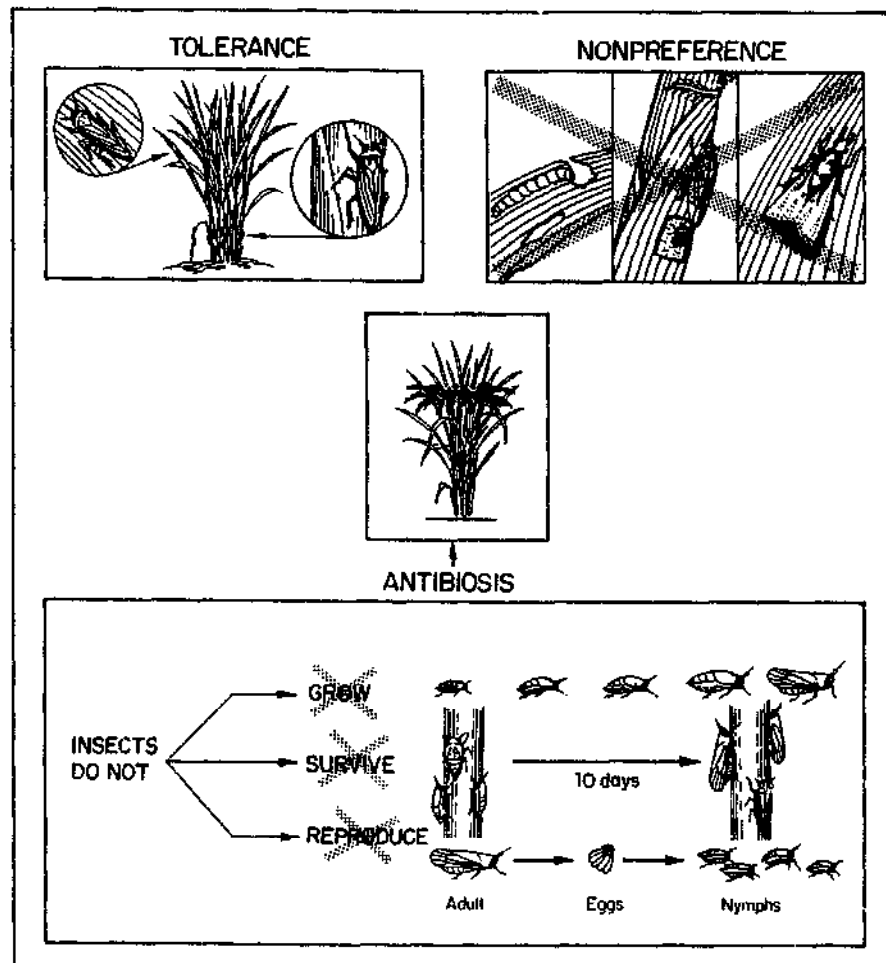 TOLERANCE
NONPREFERENCE
ANTIBIOSIS
INSECTS
DO NOT
GROW
SURVIVE
REPRODUCE
10 days
Adult
Eggs
Nymphs